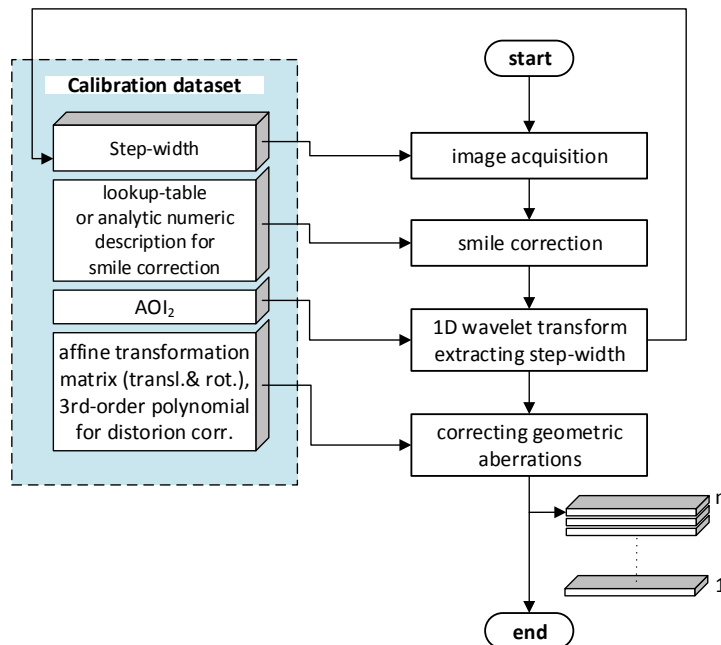 start
Calibration dataset
Step-width
image acquisition
lookup-table
or analytic numeric
description for
smile correction
smile correction
AOI₂
1D wavelet transform
extracting step-width
affine transformation
matrix (transl.& rot.),
3rd-order polynomial
for distorion corr.
correcting geometric
aberrations
1
end